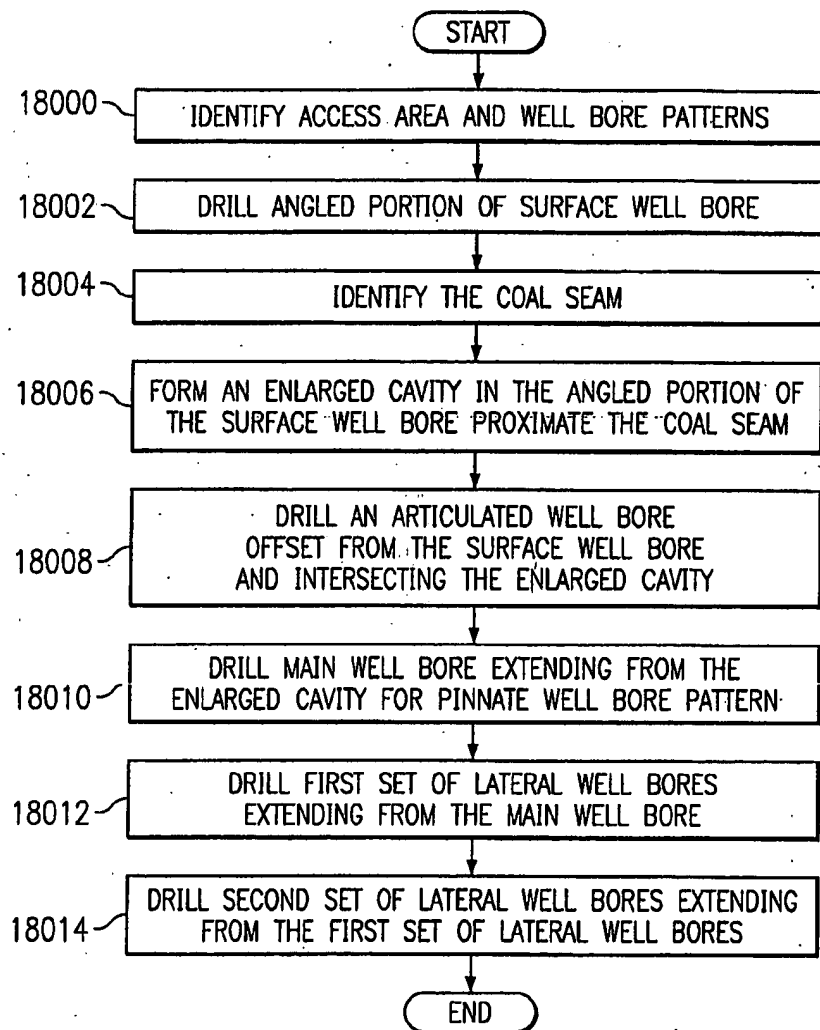 START
18000
IDENTIFY ACCESS AREA AND WELL BORE PATTERNS
18002
DRILL ANGLED PORTION OF SURFACE WELL BORE
18004
IDENTIFY THE COAL SEAM
18006
FORM AN ENLARGED CAVITY IN THE ANGLED PORTION OF
THE SURFACE WELL BORE PROXIMATE THE COAL SEAM
18008
DRILL AN ARTICULATED WELL BORE
OFFSET FROM THE SURFACE WELL BORE
AND INTERSECTING THE ENLARGED CAVITY
18010
DRILL MAIN WELL BORE EXTENDING FROM THE
ENLARGED CAVITY FOR PINNATE WELL BORE PATTERN
18012
DRILL FIRST SET OF LATERAL WELL BORES
EXTENDING FROM THE MAIN WELL BORE
18014
DRILL SECOND SET OF LATERAL WELL BORES EXTENDING
FROM THE FIRST SET OF LATERAL WELL BORES
END